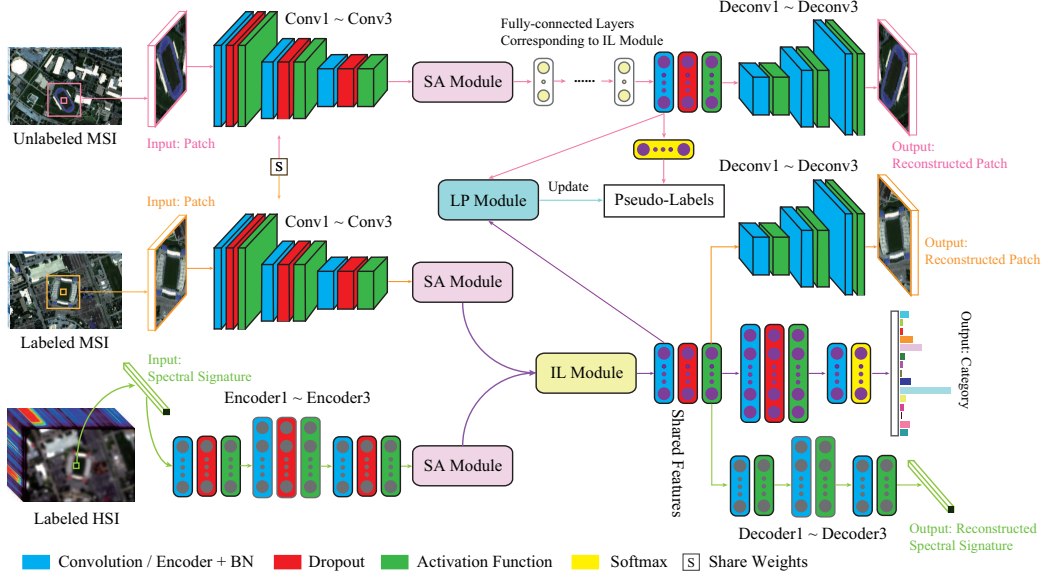 Conv1 ~ Conv3
Fully-connected Layers
Corresponding to IL Module
Deconv1 ~ Deconv3
SA Module
Unlabeled MSI
Input: Patch
Output:
Reconstructed Patch
S
LP Module
Update
Pseudo-Labels
Deconv1 ~ Deconv3
Input: Patch
Conv1 ~ Conv3
Output:
Reconstructed Patch
SA Module
Labeled MSI
Input:
Spectral Signature
IL Module
Output: Category
Encoder1 ~ Encoder3
Shared Features
SA Module
Labeled HSI
Decoder1 ~ Decoder3
Output: Reconstructed
Spectral Signature
Convolution / Encoder + BN
Dropout
Activation Function
Softmax
S
Share Weights